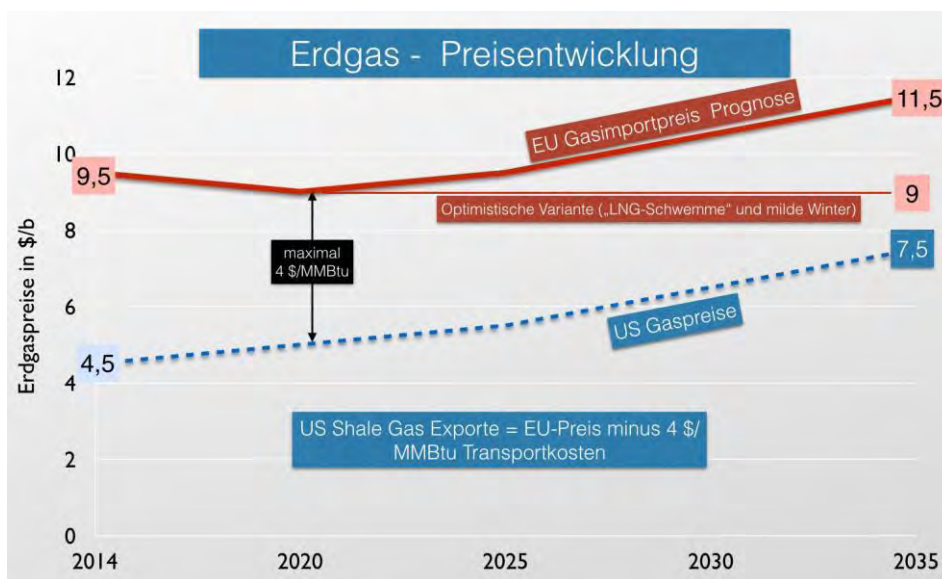 Erdgas - Preisentwicklung
Erdgaspreise in $/b
12
10
8
6
4
2
0
2014
2020
2025
2030
2035
9,5
EU Gasimportpreis Prognose
11,5
9
Optimistische Variante („LNG-Schwemme“ und milde Winter)
maximal
4 $/MMBtu
7,5
US Gaspreise
4,5
US Shale Gas Exporte = EU-Preis minus 4 $/
MMBtu Transportkosten